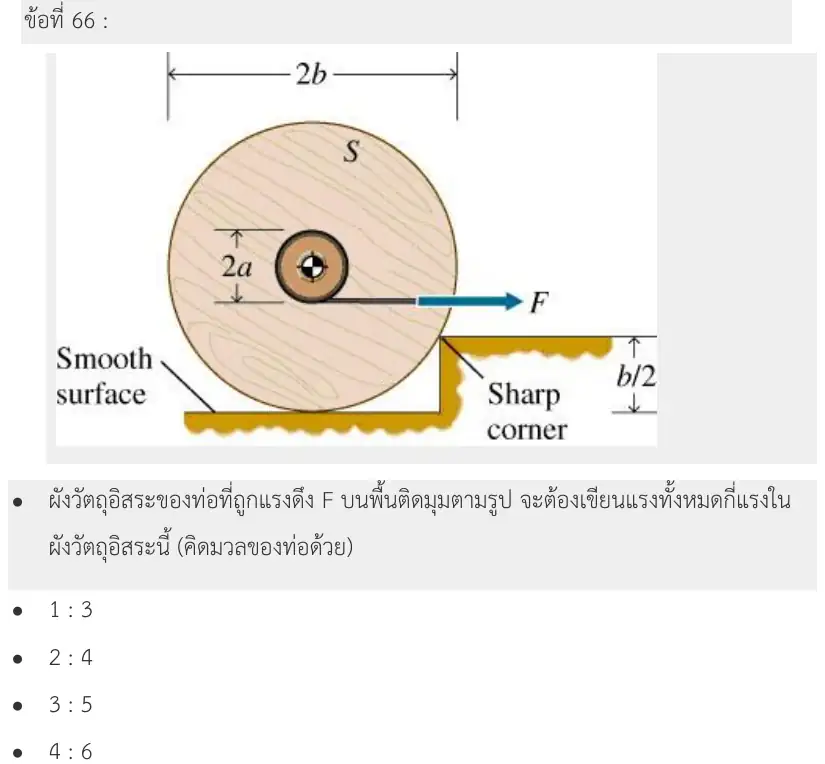 ข้อที่ 66 :
2b
S
2a
F
Smooth
surface
b/2
Sharp
corner
ผังวัตถุอิสระของท่อที่ถูกแรงดึง F บนพื้นติดมุมตามรูป จะต้องเขียนแรงทั้งหมดกี่แรงใน
ผังวัตถุอิสระนี้ (คิดมวลของท่อด้วย)
1 : 3
2 : 4
3 : 5
4 : 6